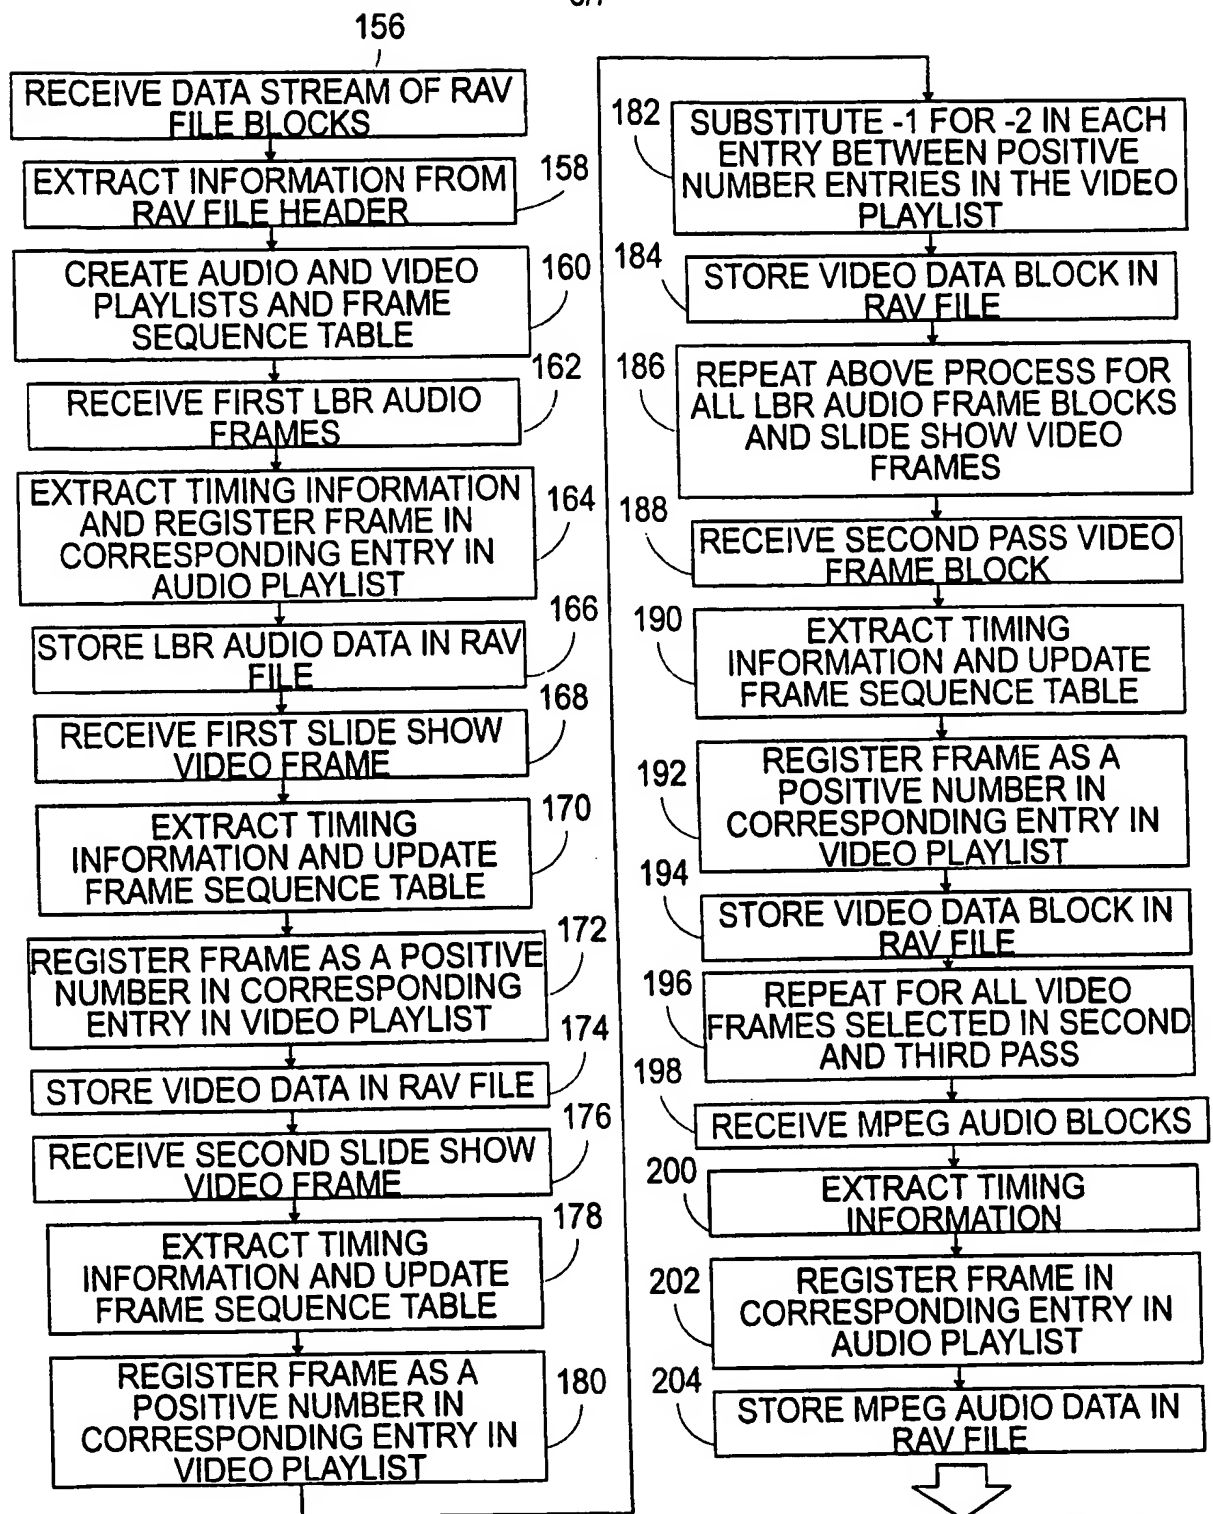 156
RECEIVE DATA STREAM OF RAV
FILE BLOCKS
EXTRACT INFORMATION FROM
RAV FILE HEADER
158
CREATE AUDIO AND VIDEO
PLAYLISTS AND FRAME
SEQUENCE TABLE
160
RECEIVE FIRST LBR AUDIO
FRAMES
162
EXTRACT TIMING INFORMATION
AND REGISTER FRAME IN
CORRESPONDING ENTRY IN
AUDIO PLAYLIST
164
STORE LBR AUDIO DATA IN RAV
FILE
166
RECEIVE FIRST SLIDE SHOW
VIDEO FRAME
168
EXTRACT TIMING
INFORMATION AND UPDATE
FRAME SEQUENCE TABLE
170
REGISTER FRAME AS A POSITIVE
NUMBER IN CORRESPONDING
ENTRY IN VIDEO PLAYLIST
172
STORE VIDEO DATA IN RAV FILE
174
RECEIVE SECOND SLIDE SHOW
VIDEO FRAME
176
EXTRACT TIMING
INFORMATION AND UPDATE
FRAME SEQUENCE TABLE
178
REGISTER FRAME AS A
POSITIVE NUMBER IN
CORRESPONDING ENTRY IN
VIDEO PLAYLIST
180
182
SUBSTITUTE -1 FOR -2 IN EACH
ENTRY BETWEEN POSITIVE
NUMBER ENTRIES IN THE VIDEO
PLAYLIST
184
STORE VIDEO DATA BLOCK IN
RAV FILE
186
REPEAT ABOVE PROCESS FOR
ALL LBR AUDIO FRAME BLOCKS
AND SLIDE SHOW VIDEO
FRAMES
188
RECEIVE SECOND PASS VIDEO
FRAME BLOCK
190
EXTRACT TIMING
INFORMATION AND UPDATE
FRAME SEQUENCE TABLE
192
REGISTER FRAME AS A
POSITIVE NUMBER IN
CORRESPONDING ENTRY IN
VIDEO PLAYLIST
194
STORE VIDEO DATA BLOCK IN
RAV FILE
196
REPEAT FOR ALL VIDEO
FRAMES SELECTED IN SECOND
AND THIRD PASS
198
RECEIVE MPEG AUDIO BLOCKS
200
EXTRACT TIMING
INFORMATION
202
REGISTER FRAME IN
CORRESPONDING ENTRY IN
AUDIO PLAYLIST
204
STORE MPEG AUDIO DATA IN
RAV FILE